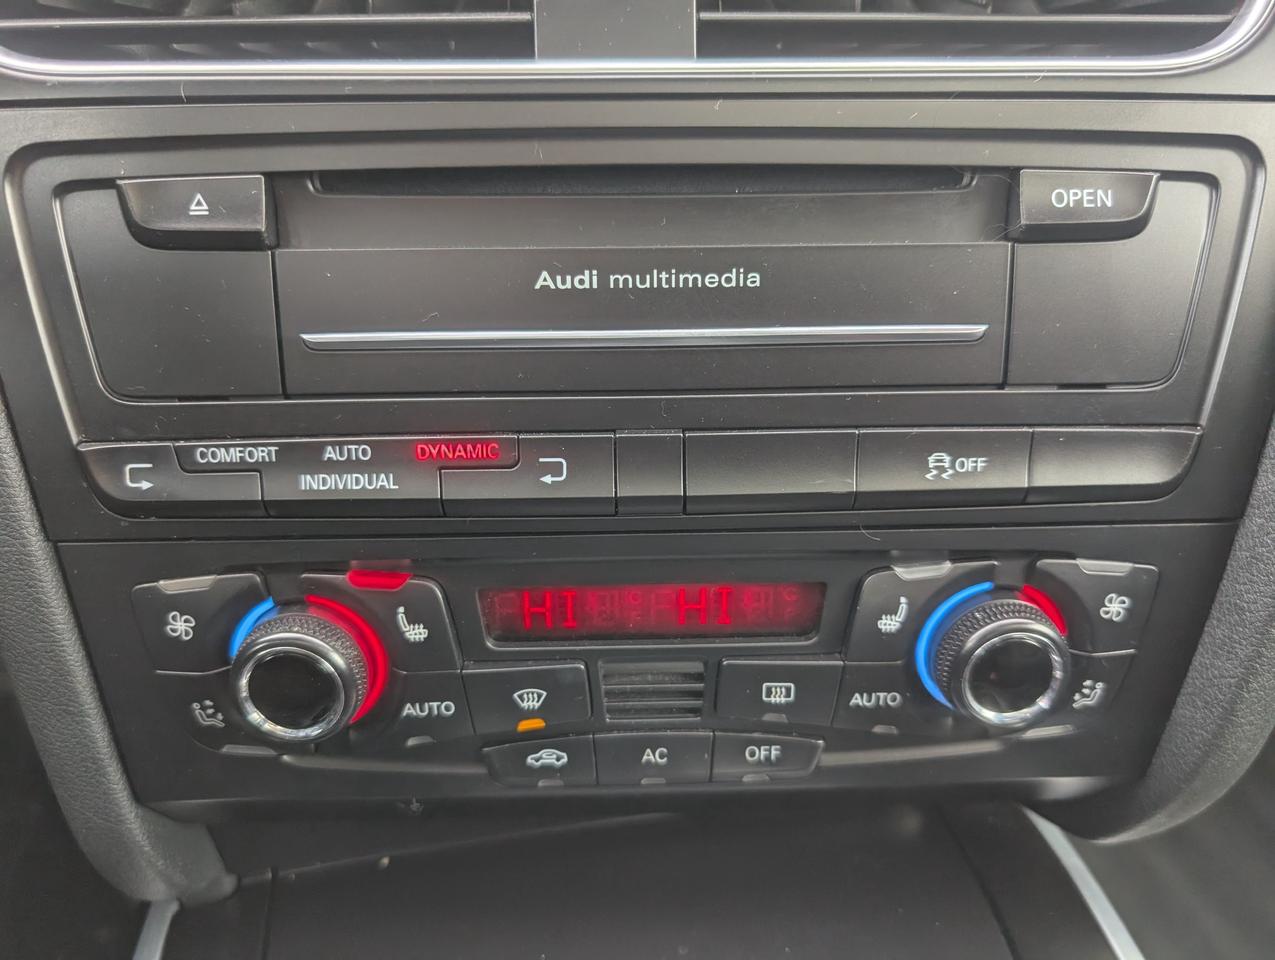 OPEN
Audi multimedia
COMFORT AUTO DYNAMIC
INDIVIDUAL
OFF
HI °C HI °C
AUTO AUTO
AC OFF